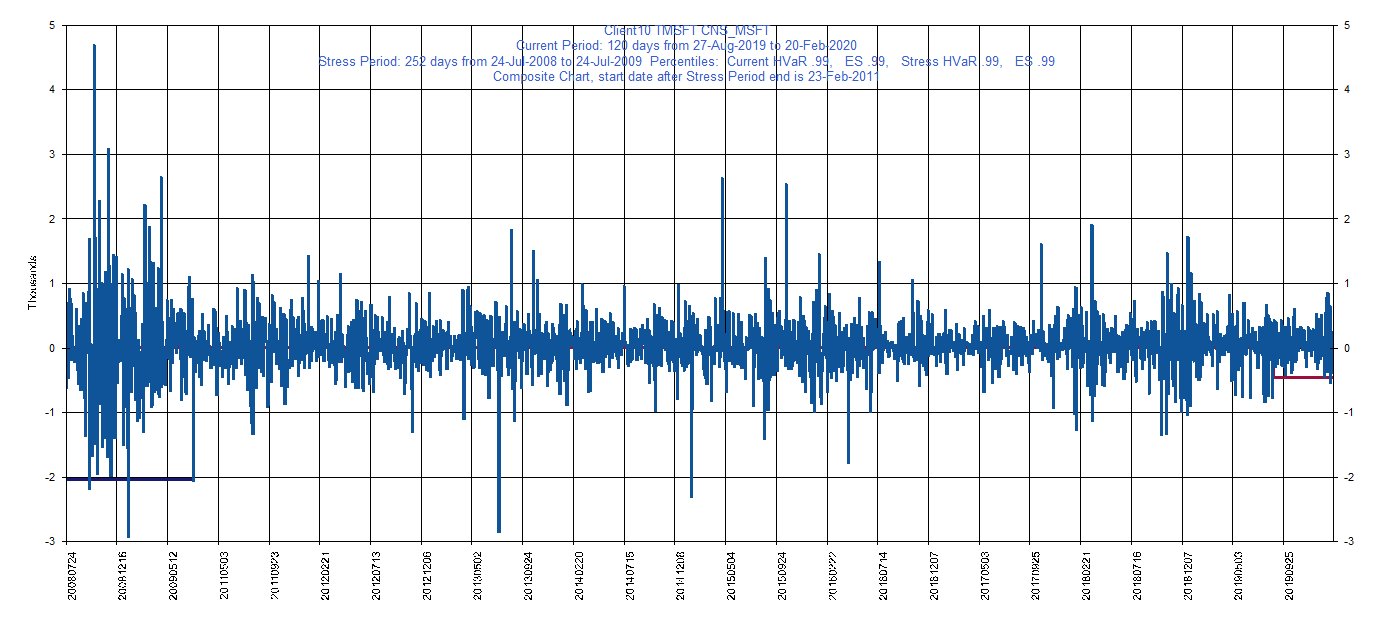 Client10 TMSFT CNS_MSFT
Current Period: 120 days from 27-Aug-2019 to 20-Feb-2020
Stress Period: 252 days from 24-Jul-2008 to 24-Jul-2009 Percentiles: Current HVaR .99, ES .99, Stress HVaR .99, ES .99
Composite Chart, start date after Stress Period end is 23-Feb-2011
5 5
4 4
3 3
2 2
1 1
Thousands
0 0
-1 -1
-2 -2
-3 -3
20080724 20081216 20090512 20110503 20110923 20120221 20120713 20121206 20130502 20130924 20140220 20140715 20141208 20150504 20150924 20160222 20160714 20161207 20170503 20170925 20180221 20180716 20181207 20190503 20190925